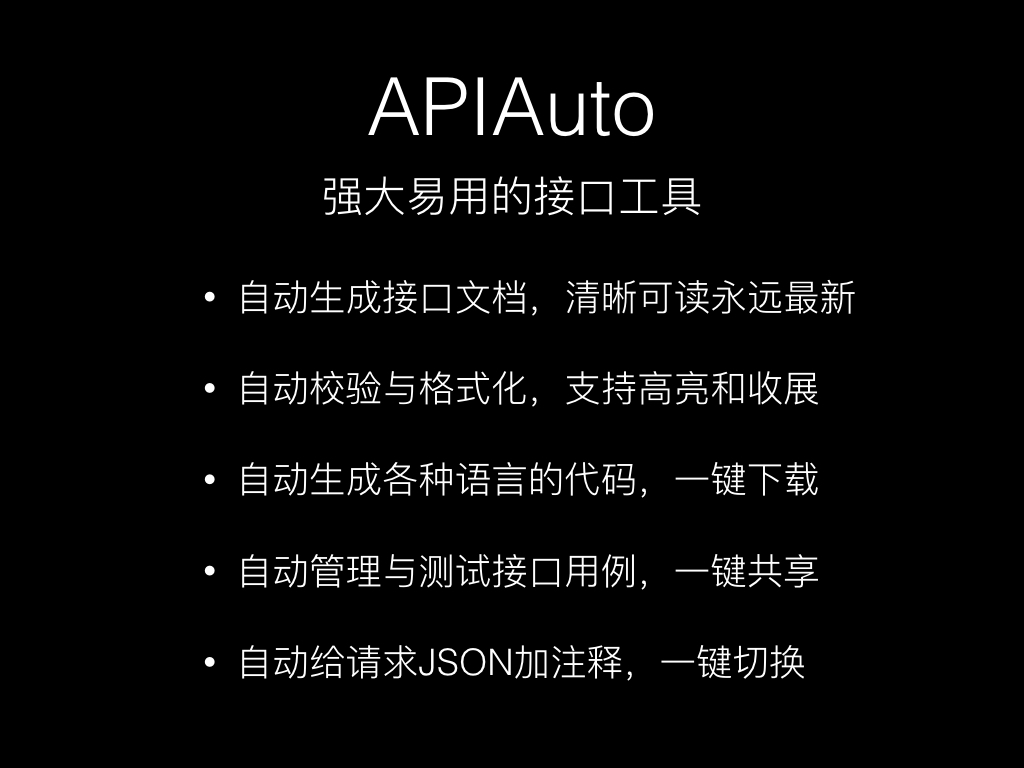 APIAuto
强大易用的接口工具
• 自动生成接口文档，清晰可读永远最新
• 自动校验与格式化，支持高亮和收展
• 自动生成各种语言的代码，一键下载
• 自动管理与测试接口用例，一键共享
• 自动给请求JSON加注释，一键切换